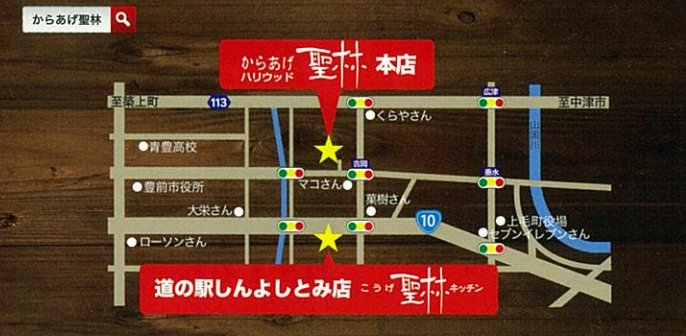 からあげ聖林
からあげ
ハリウッド
聖林 本店
至築上町
113
広津
至中津市
くらやさん
山国川
青豊高校
吉岡
垂水
豊前市役所
マコさん
菓樹さん
大栄さん
10
上毛町役場
セブンイレブンさん
ローソンさん
道の駅しんよしとみ店 こうげ 聖林 キッチン